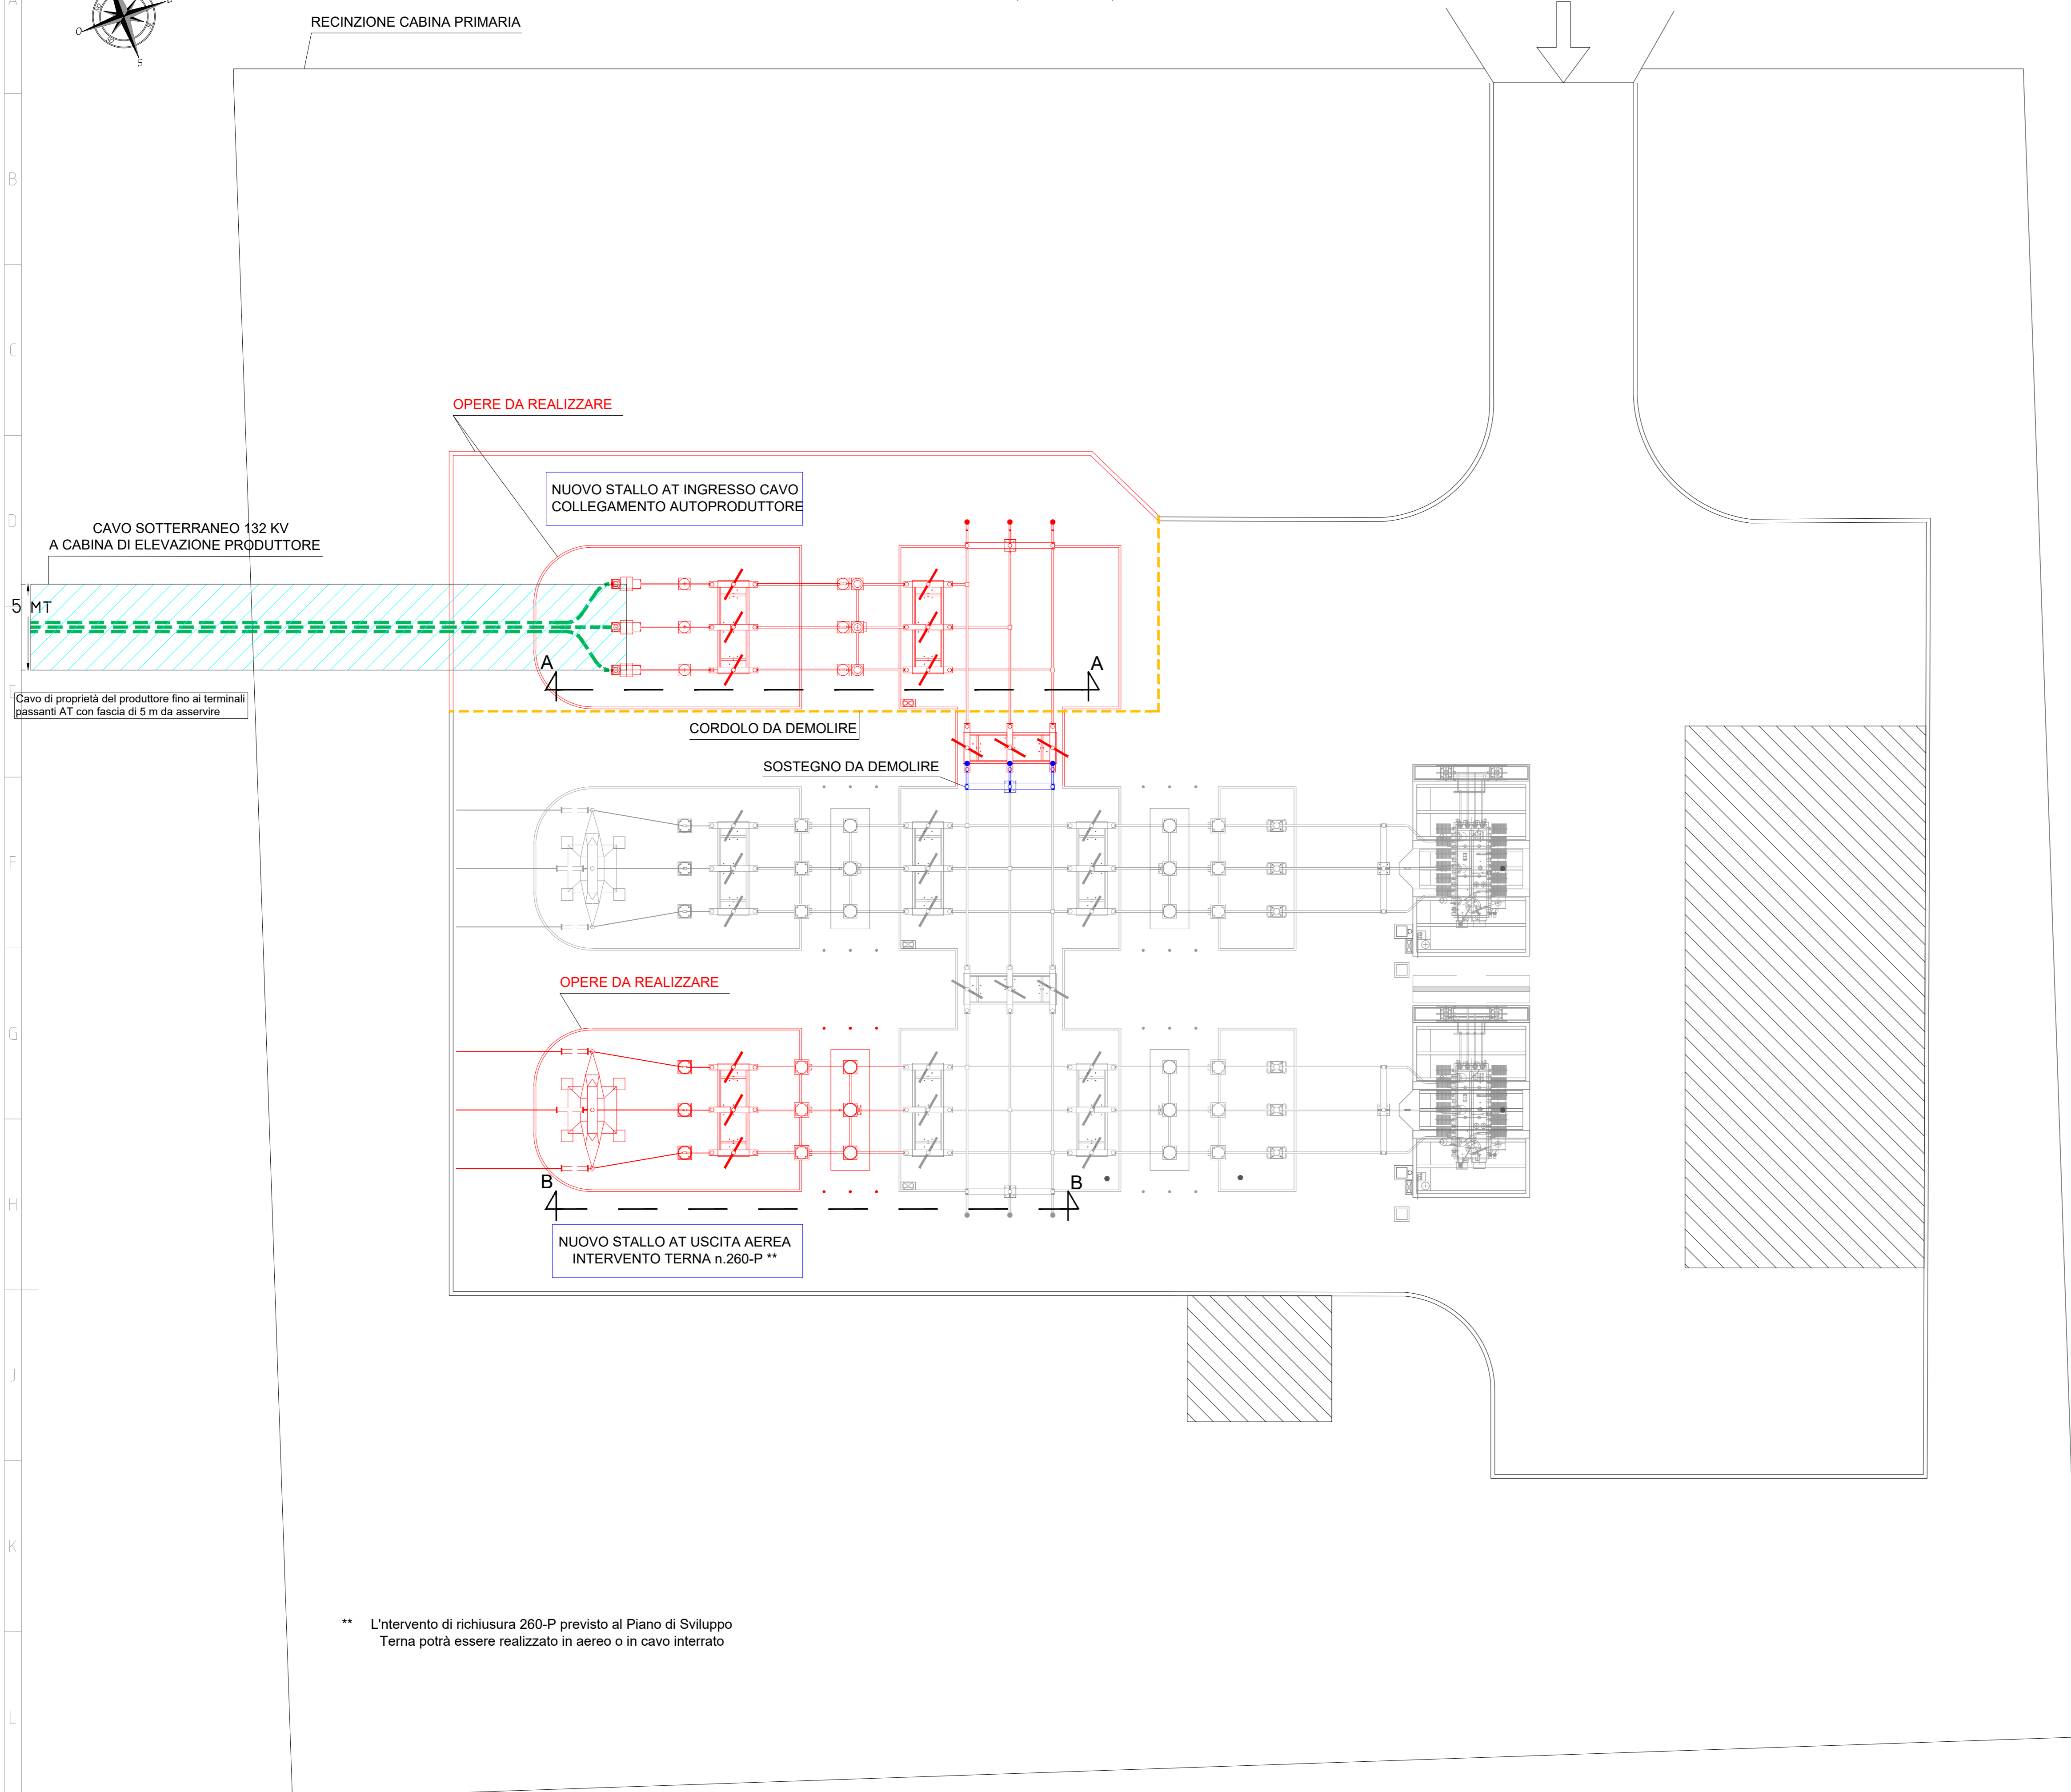 A
O
S
RECINZIONE CABINA PRIMARIA
B
C
OPERE DA REALIZZARE
NUOVO STALLO AT INGRESSO CAVO
COLLEGAMENTO AUTOPRODUTTORE
D
CAVO SOTTERRANEO 132 KV
A CABINA DI ELEVAZIONE PRODUTTORE
5 MT
A
A
E
Cavo di proprietà del produttore fino ai terminali
passanti AT con fascia di 5 m da asservire
CORDOLO DA DEMOLIRE
SOSTEGNO DA DEMOLIRE
F
OPERE DA REALIZZARE
G
B
B
H
NUOVO STALLO AT USCITA AEREA
INTERVENTO TERNA n.260-P **
J
K
** L'ntervento di richiusura 260-P previsto al Piano di Sviluppo
Terna potrà essere realizzato in aereo o in cavo interrato
L